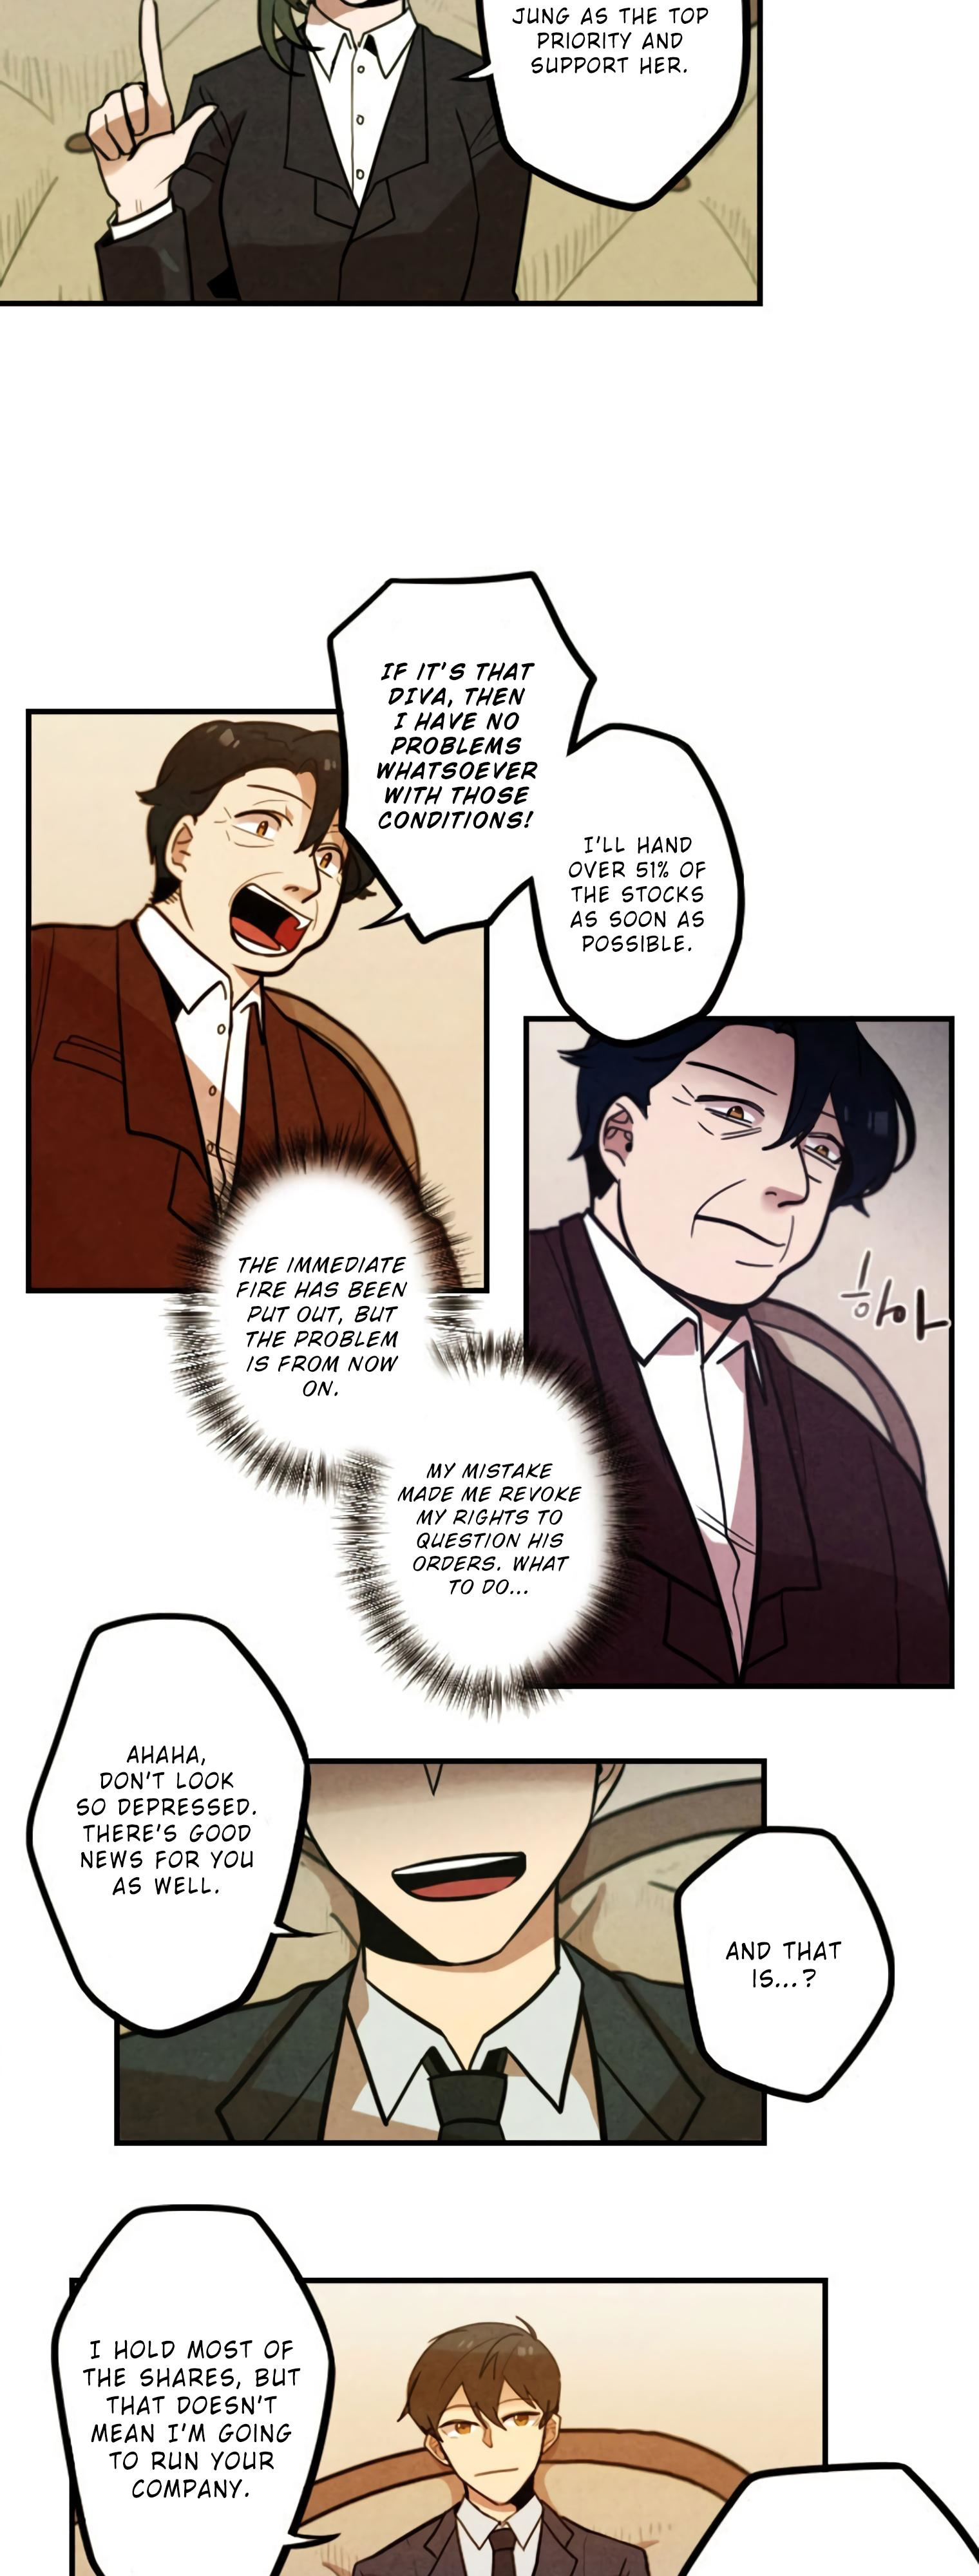 JUNG AS THE TOP
PRIORITY AND
SUPPORT HER.
IF IT'S THAT
DIVA, THEN
I HAVE NO
PROBLEMS
WHATSOEVER
WITH THOSE
CONDITIONS!
I'LL HAND
OVER 51% OF
THE STOCKS
AS SOON AS
POSSIBLE.
하아
THE IMMEDIATE
FIRE HAS BEEN
PUT OUT, BUT
THE PROBLEM
IS FROM NOW
ON.
MY MISTAKE
MADE ME REVOKE
MY RIGHTS TO
QUESTION HIS
ORDERS. WHAT
TO DO...
AHAHA,
DON'T LOOK
SO DEPRESSED.
THERE'S GOOD
NEWS FOR YOU
AS WELL.
AND THAT
IS...?
I HOLD MOST OF
THE SHARES, BUT
THAT DOESN'T
MEAN I'M GOING
TO RUN YOUR
COMPANY.